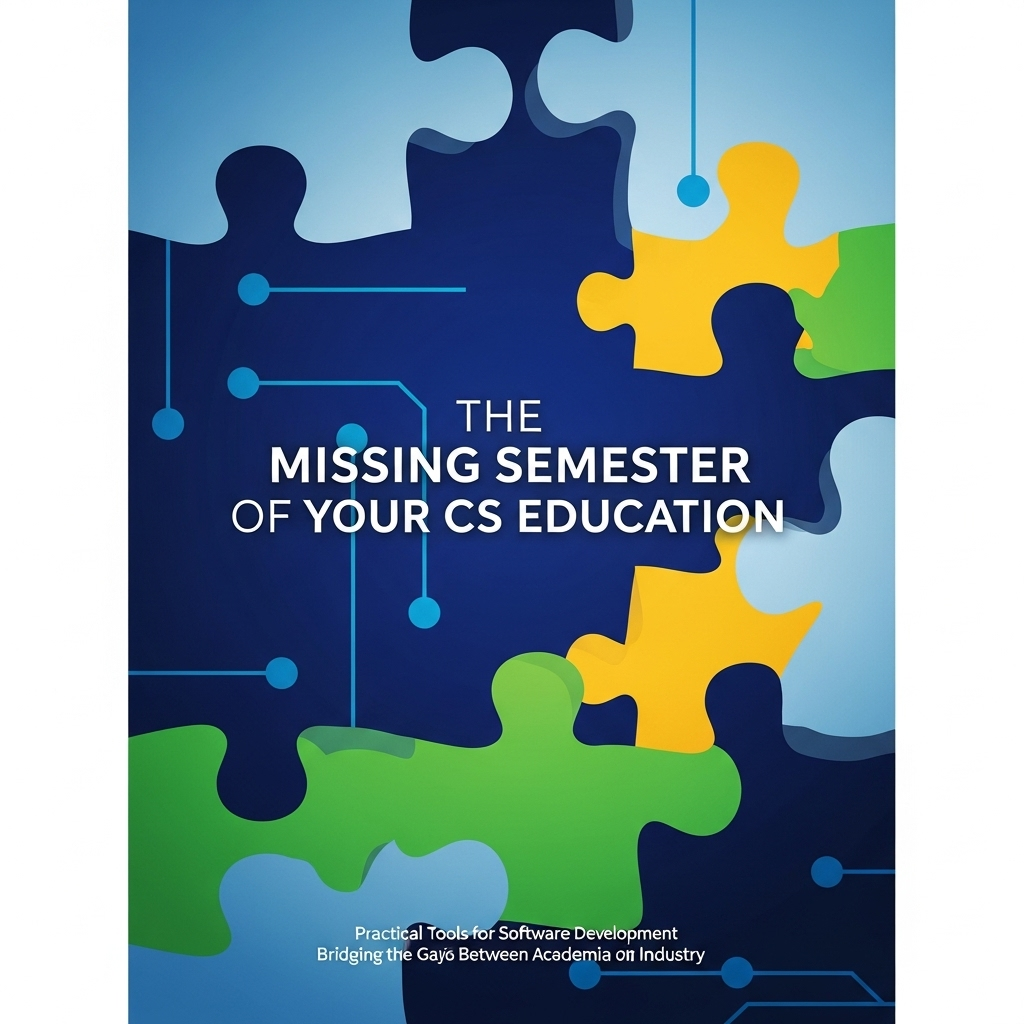 THE
MISSING SEMESTER
OF YOUR CS EDUCATION
Practical Tools for Software Development
Bridging the Between Academia Industry